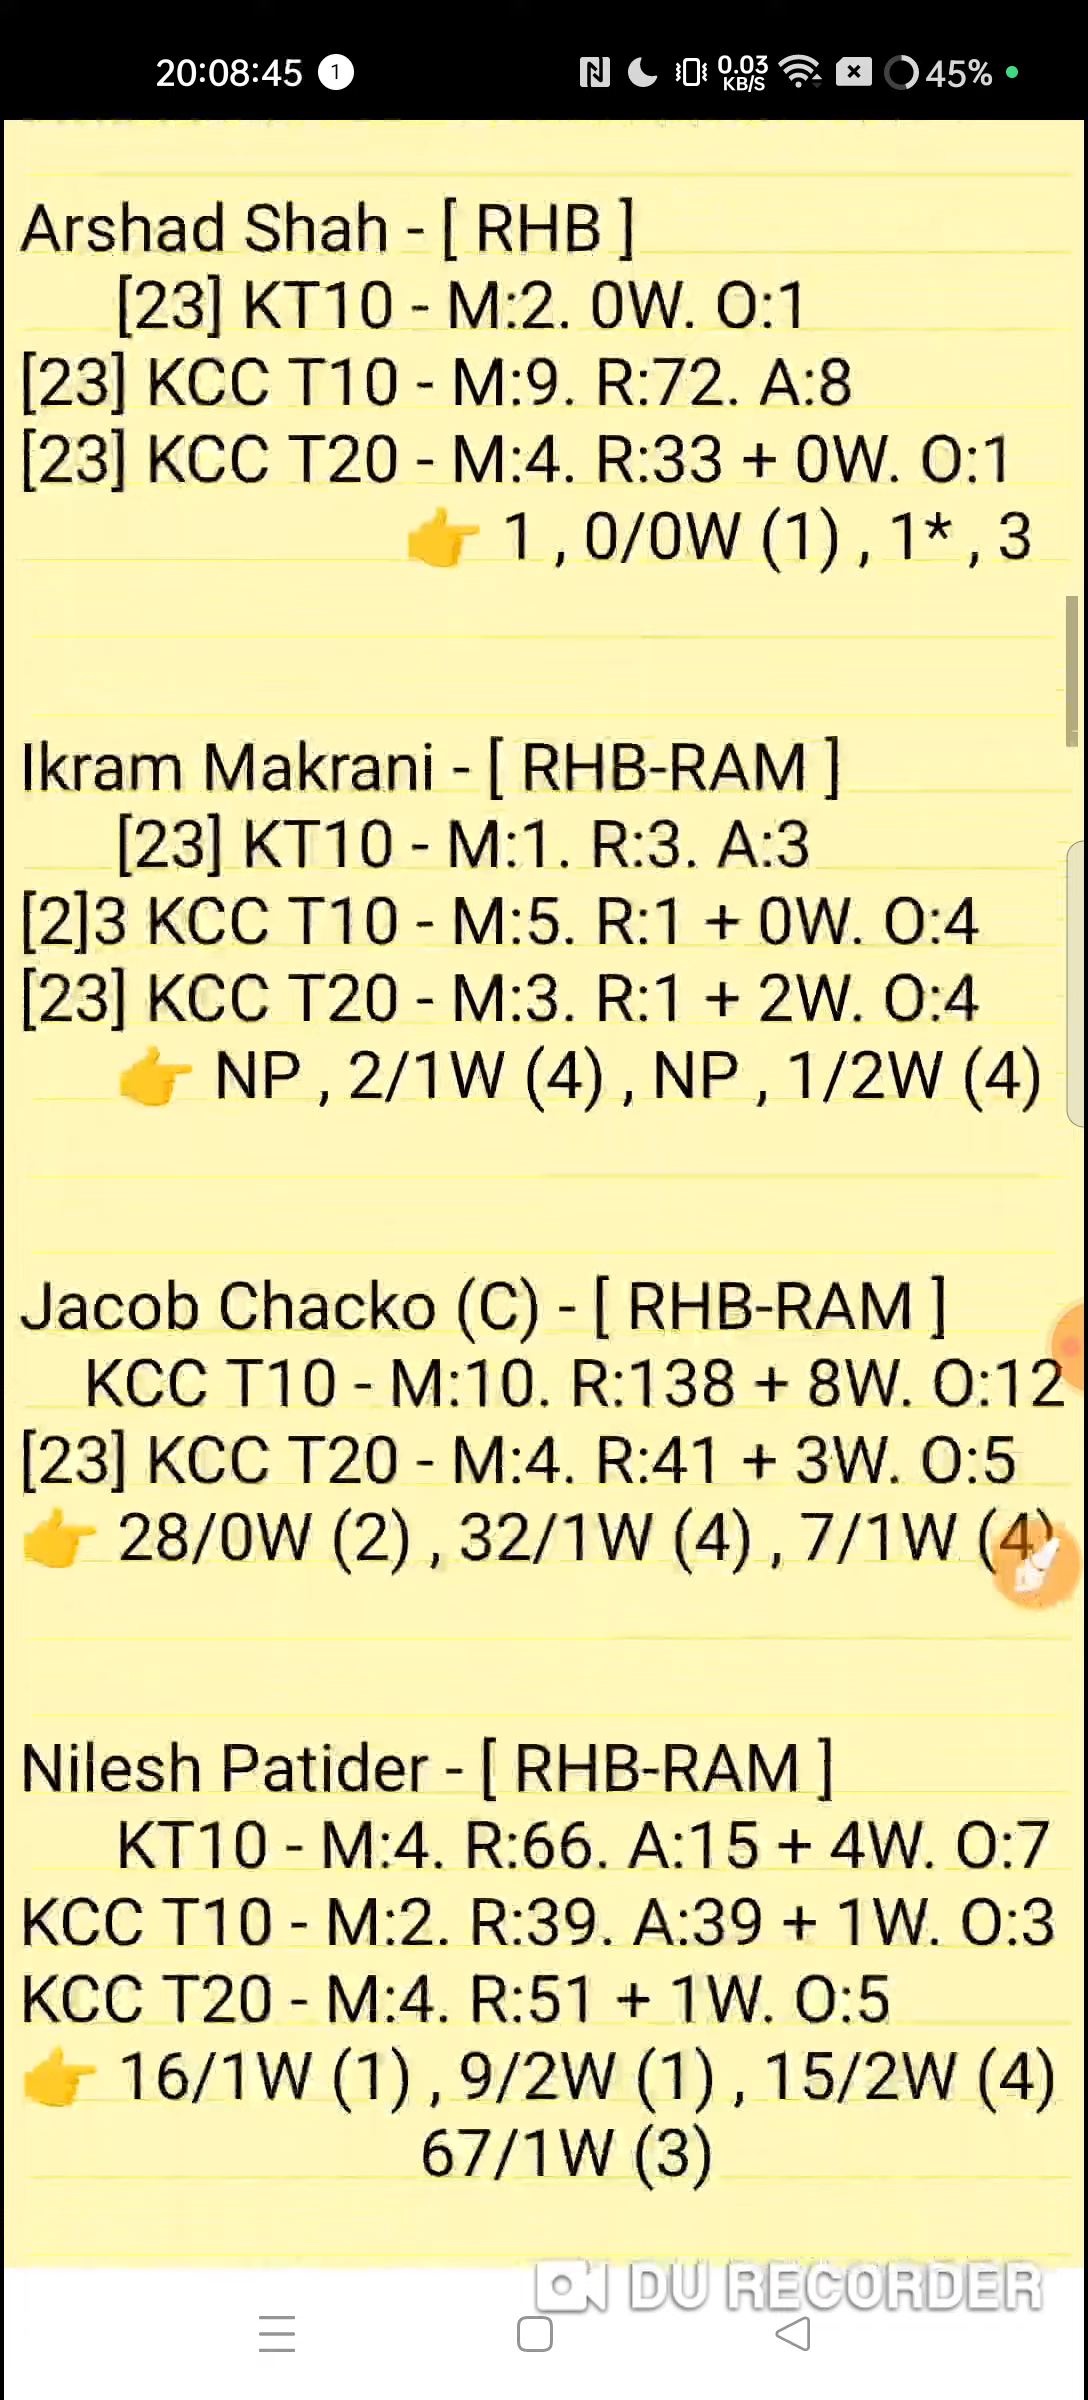 20:08:45 1 0.03 KB/S 45%
Arshad Shah - [ RHB ]
[23] KT10 - M:2. 0W. O:1
[23] KCC T10 - M:9. R:72. A:8
[23] KCC T20 - M:4. R:33 + 0W. O:1
👉 1 , 0/0W (1) , 1* , 3
Ikram Makrani - [ RHB-RAM ]
[23] KT10 - M:1. R:3. A:3
[2]3 KCC T10 - M:5. R:1 + 0W. O:4
[23] KCC T20 - M:3. R:1 + 2W. O:4
👉 NP , 2/1W (4) , NP , 1/2W (4)
Jacob Chacko (C) - [ RHB-RAM ]
KCC T10 - M:10. R:138 + 8W. O:12
[23] KCC T20 - M:4. R:41 + 3W. O:5
👉 28/0W (2) , 32/1W (4) , 7/1W (4)
Nilesh Patider - [ RHB-RAM ]
KT10 - M:4. R:66. A:15 + 4W. O:7
KCC T10 - M:2. R:39. A:39 + 1W. O:3
KCC T20 - M:4. R:51 + 1W. O:5
👉 16/1W (1) , 9/2W (1) , 15/2W (4)
67/1W (3)
DU RECORDER